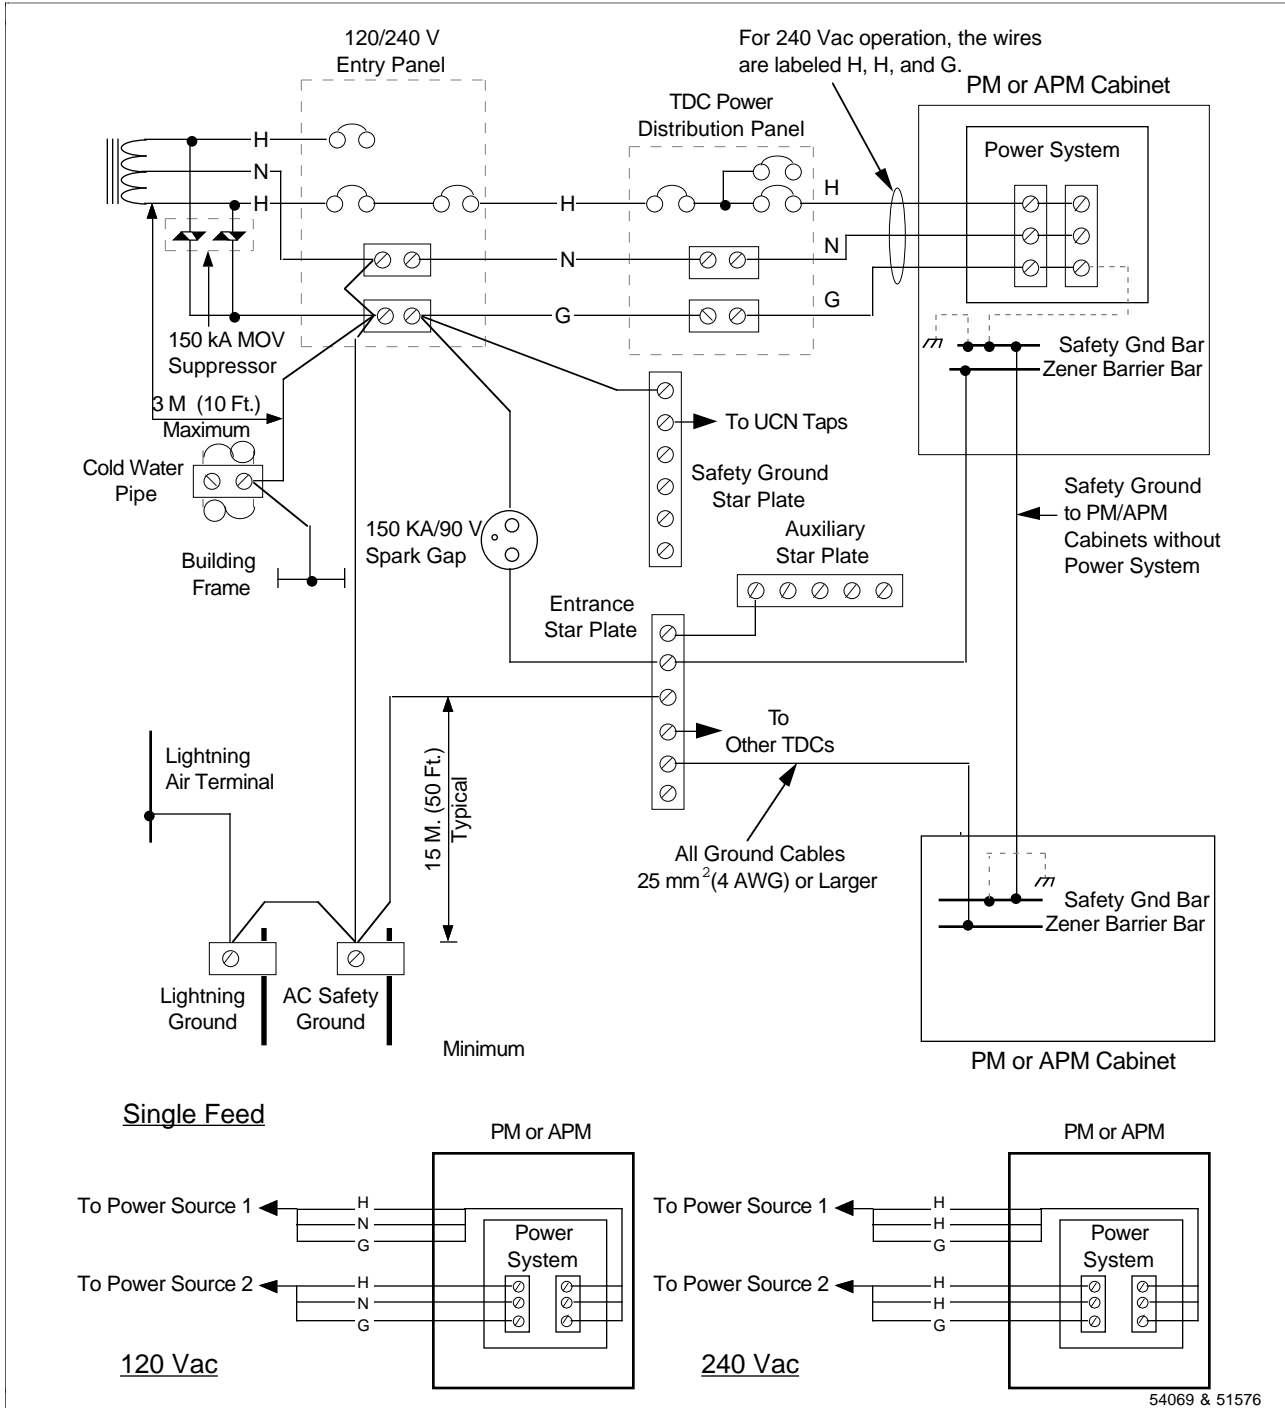 120/240 V
Entry Panel
For 240 Vac operation, the wires
are labeled H, H, and G.
PM or APM Cabinet
TDC Power
Distribution Panel
Power System
H
N
H
H
H
N
N
G
G
150 kA MOV
Suppressor
Safety Gnd Bar
Zener Barrier Bar
3 M (10 Ft.)
Maximum
To UCN Taps
Cold Water
Pipe
Safety Ground
Star Plate
Safety Ground
to PM/APM
Cabinets without
Power System
150 KA/90 V
Spark Gap
Auxiliary
Star Plate
Building
Frame
Entrance
Star Plate
To
Other TDCs
Lightning
Air Terminal
15 M. (50 Ft.)
Typical
All Ground Cables
25 mm2(4 AWG) or Larger
Safety Gnd Bar
Zener Barrier Bar
Lightning
Ground
AC Safety
Ground
Minimum
PM or APM Cabinet
Single Feed
PM or APM
To Power Source 1
H
N
G
Power
System
To Power Source 2
H
N
G
120 Vac
PM or APM
To Power Source 1
H
H
G
Power
System
To Power Source 2
H
H
G
240 Vac
54069 & 51576